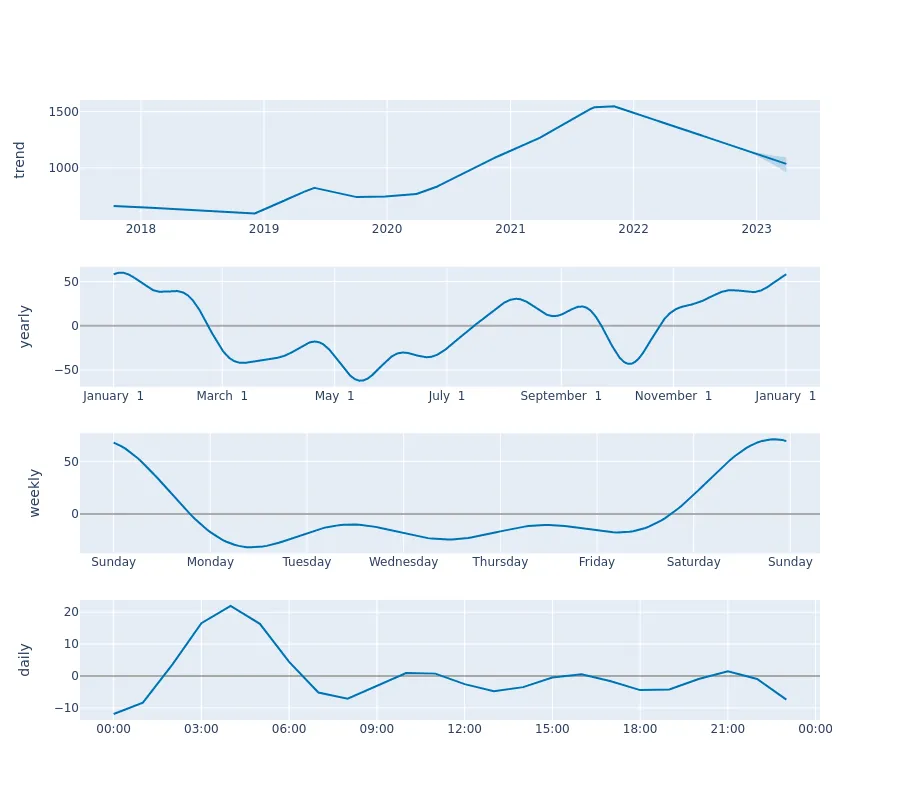 trend
1500
1000
2018 2019 2020 2021 2022 2023
yearly
50
0
−50
January 1 March 1 May 1 July 1 September 1 November 1 January 1
weekly
50
0
Sunday Monday Tuesday Wednesday Thursday Friday Saturday Sunday
daily
20
10
0
−10
00:00 03:00 06:00 09:00 12:00 15:00 18:00 21:00 00:00